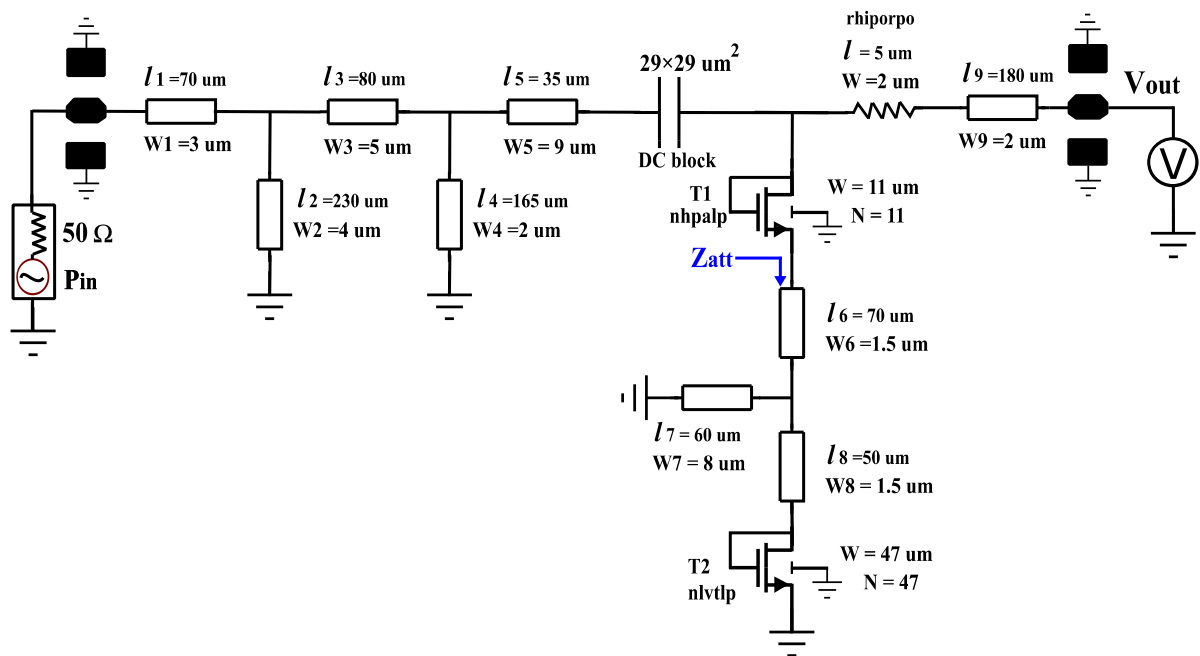 rhiporpo
l = 5 um
W =2 um
29×29 um²
DC block
l1 =70 um
W1 =3 um
l3 =80 um
W3 =5 um
l5 = 35 um
W5 = 9 um
l9 =180 um
W9 =2 um
Vout
V
50 Ω
Pin
l2 =230 um
W2 =4 um
l4 =165 um
W4 =2 um
T1
nhpalp
W = 11 um
N = 11
Zatt
l6 = 70 um
W6 =1.5 um
l7 = 60 um
W7 = 8 um
l8 =50 um
W8 = 1.5 um
T2
nlvtlp
W = 47 um
N = 47